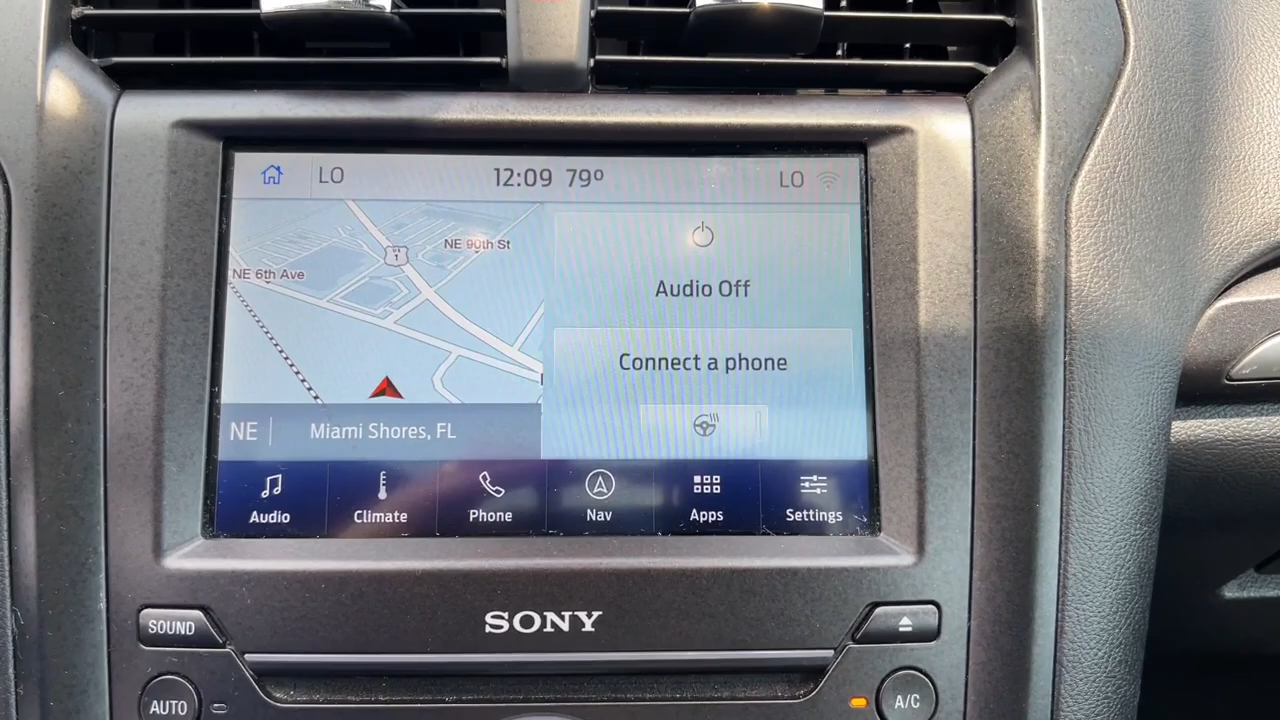 LO
12:09 79°
LO
NE 90th St
U.S.
1
NE 6th Ave
Audio Off
Connect a phone
NE
Miami Shores, FL
Audio
Climate
Phone
Nav
Apps
Settings
SONY
SOUND
AUTO
A/C